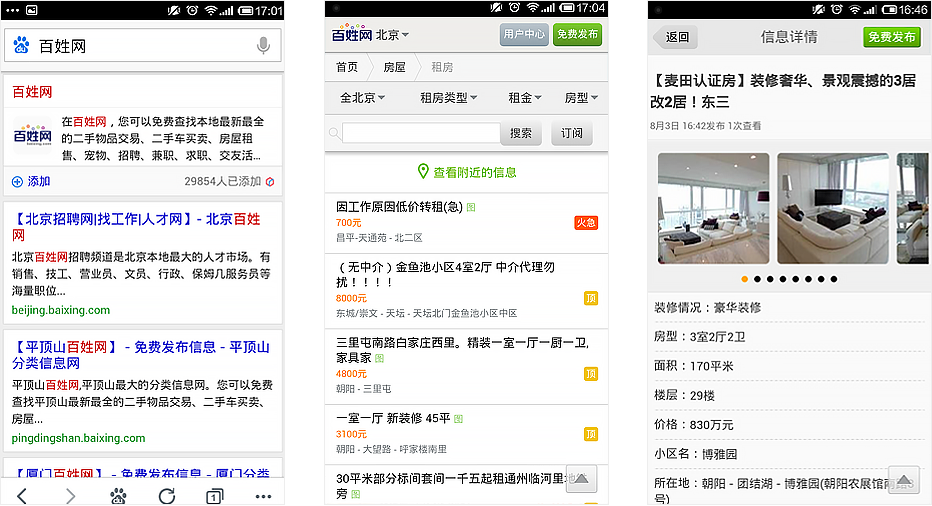 17:01
百姓网
百姓网
百姓网
baixing.com
在百姓网，您可以免费查找本地最新最全
的二手物品交易、二手车买卖、房屋租
售、宠物、招聘、兼职、求职、交友活...
添加
29854人已添加
【北京招聘网|找工作|人才网】- 北京百姓
网
北京百姓网招聘频道是北京本地最大的人才市场。有
销售、技工、营业员、文员、行政、保姆几服务员等
海量职位...
beijing.baixing.com
【平顶山百姓网】 - 免费发布信息 - 平顶山
分类信息网
平顶山百姓网,平顶山最大的分类信息网。您可以免费
查找平顶山最新最全的二手物品交易、二手车买卖、
房屋...
pingdingshan.baixing.com
【厦门百姓网】 - 免费发布信息 - 厦门分类
1
17:04
百姓网 北京
用户中心
免费发布
首页
房屋
租房
全北京
租房类型
租金
房型
搜索
订阅
查看附近的信息
因工作原因低价转租(急) 图
700元
火急
昌平-天通苑 - 北二区
（无中介）金鱼池小区4室2厅 中介代理勿
扰！！！！
8000元
顶
东城/崇文 - 天坛 - 天坛北门金鱼池小区中区
三里屯南路白家庄西里。精装一室一厅一厨一卫,
家具家 图
4800元
顶
朝阳 - 三里屯
一室一厅 新装修 45平 图
3100元
顶
朝阳 - 大望路 - 呼家楼南里
30平米部分标间套间一千五起租通州临河里地
旁 图
16:46
返回
信息详情
免费发布
【麦田认证房】装修奢华、景观震撼的3居
改2居！东三
8月3日 16:42发布 1次查看
装修情况：豪华装修
房型：3室2厅2卫
面积：170平米
楼层：29楼
价格：830万元
小区名：博雅园
所在地：朝阳 - 团结湖 - 博雅园(朝阳农展馆南路3
号)